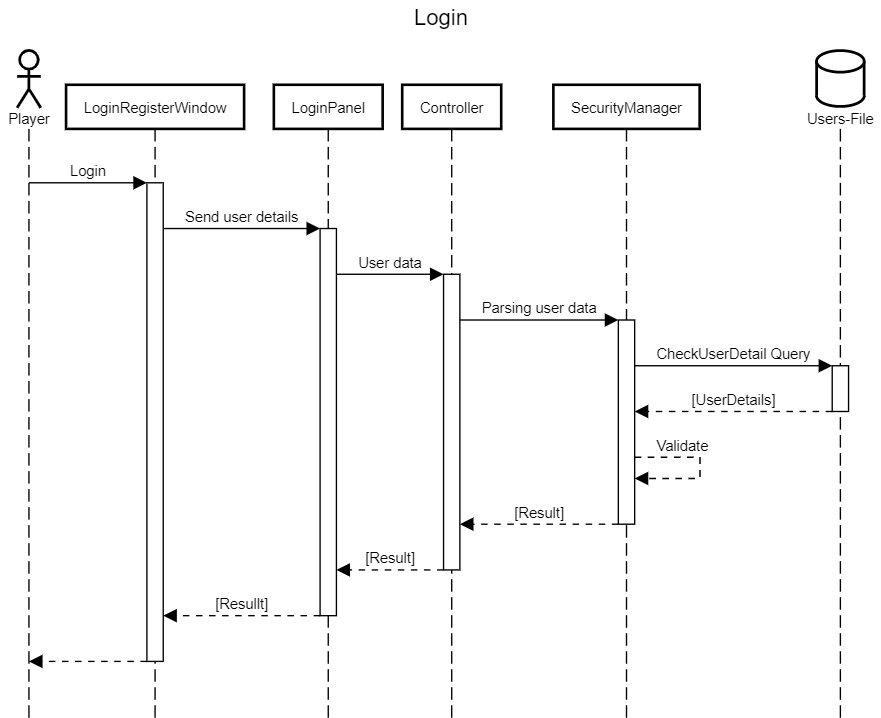 Login
Player
LoginRegisterWindow
LoginPanel
Controller
SecurityManager
Users-File
Login
Send user details
User data
Parsing user data
CheckUserDetail Query
[UserDetails]
Validate
[Result]
[Result]
[Resullt]